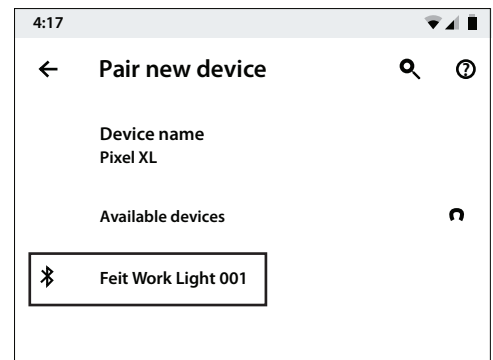 4:17
Pair new device
Device name
Pixel XL
Available devices
Feit Work Light 001